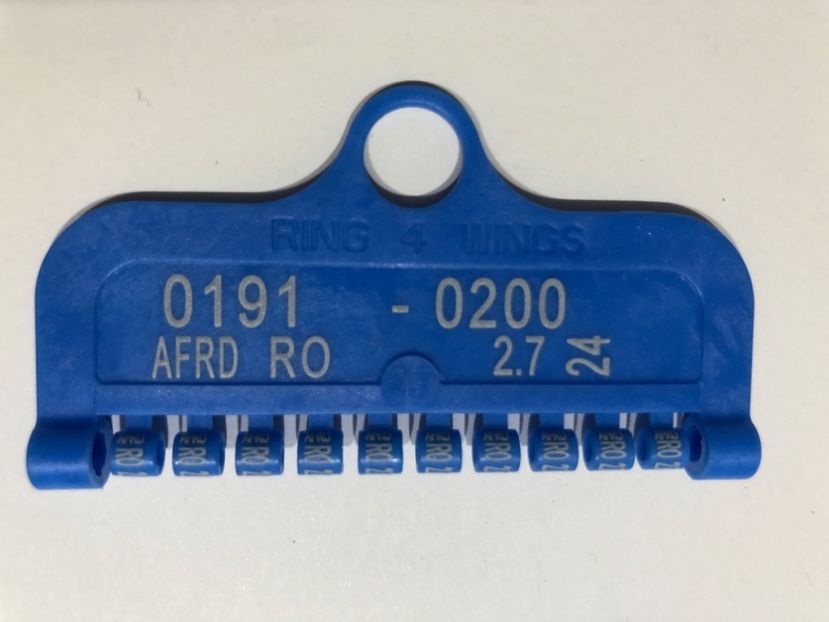 RING 4 WINGS
0191 - 0200
AFRD RO 2.7 24